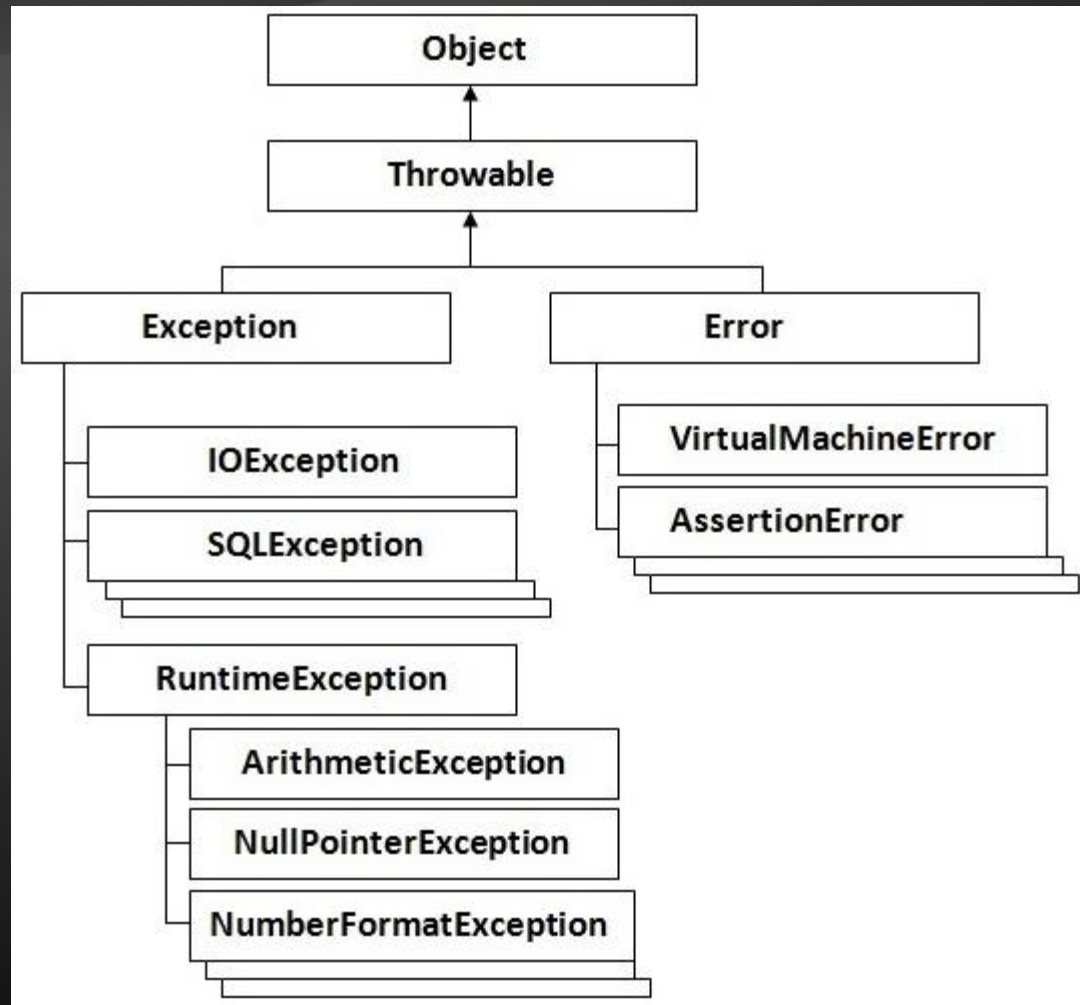 Object
Throwable
Exception
Error
IOException
SQLException
RuntimeException
ArithmeticException
NullPointerException
NumberFormatException
VirtualMachineError
AssertionError